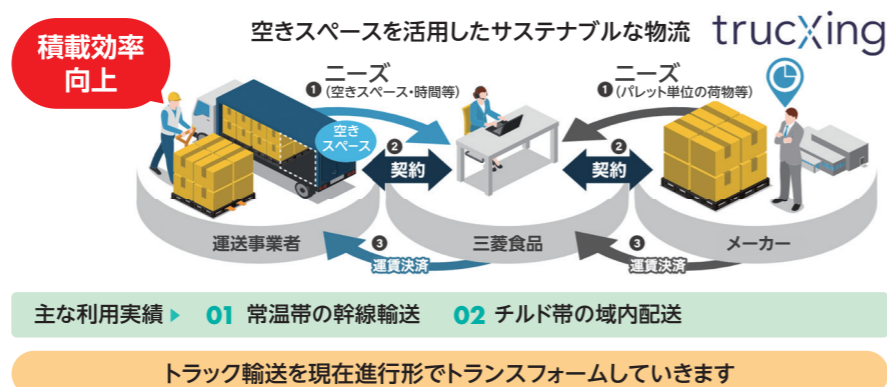 積載効率
向上
空きスペースを活用したサステナブルな物流 trucXing
❶ ニーズ
(空きスペース・時間等)
ニーズ
❶ (パレット単位の荷物等)
空き
スペース
❷
契約
❷
契約
運送事業者
三菱食品
メーカー
❸
運賃決済
❸
運賃決済
主な利用実績▶ 01 常温帯の幹線輸送 02 チルド帯の域内配送
トラック輸送を現在進行形でトランスフォームしていきます